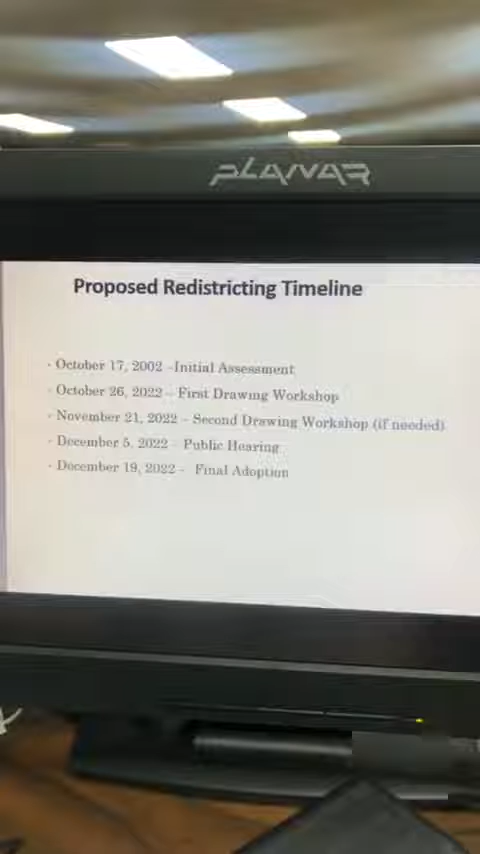 PLANAR
Proposed Redistricting Timeline
· October 17, 2002 -Initial Assessment
· October 26, 2022 – First Drawing Workshop
· November 21, 2022 – Second Drawing Workshop (if needed)
· December 5, 2022 – Public Hearing
· December 19, 2022 – Final Adoption